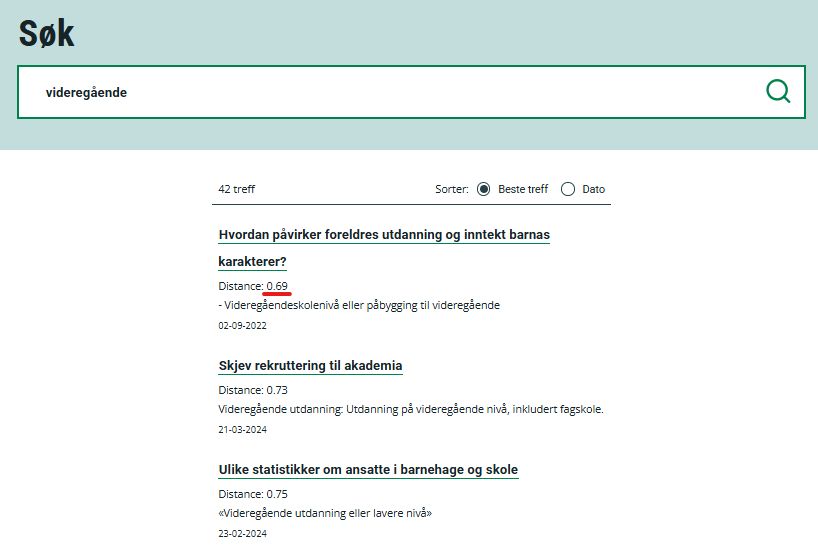 Søk
videregående
42 treff Sorter: Beste treff Dato
Hvordan påvirker foreldres utdanning og inntekt barnas
karakterer?
Distance: 0.69
- Videregåendeskolenivå eller påbygging til videregående
02-09-2022
Skjev rekruttering til akademia
Distance: 0.73
Videregående utdanning: Utdanning på videregående nivå, inkludert fagskole.
21-03-2024
Ulike statistikker om ansatte i barnehage og skole
Distance: 0.75
«Videregående utdanning eller lavere nivå»
23-02-2024